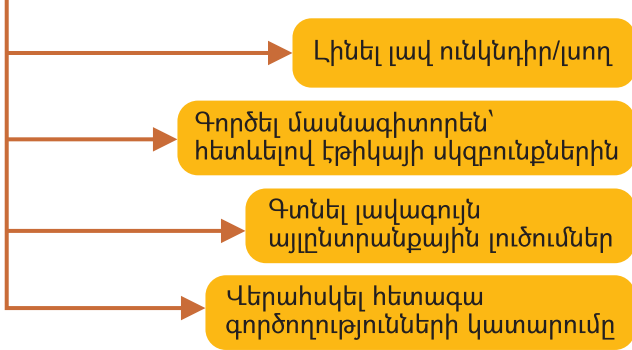 Լինել լավ ունկնդիր/լսող
Գործել մասնագիտորեն՝
հետևելով էթիկայի սկզբունքներին
Գտնել լավագույն
այլընտրանքային լուծումներ
Վերահսկել հետագա
գործողությունների կատարումը